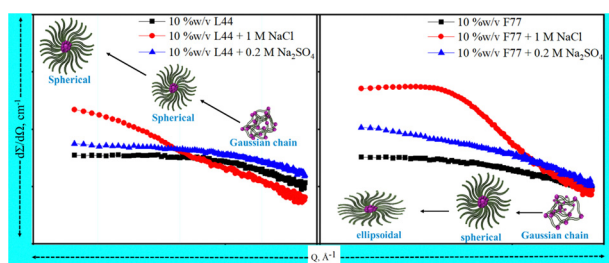 10 %w/v L44
10 %w/v L44 + 1 M NaCl
10 %w/v L44 + 0.2 M Na₂SO₄
Spherical
Spherical
Gaussian chain
10 %w/v F77
10 %w/v F77 + 1 M NaCl
10 %w/v F77 + 0.2 M Na₂SO₄
ellipsoidal
spherical
Gaussian chain
dΣ/dΩ, cm⁻¹
Q, Å⁻¹